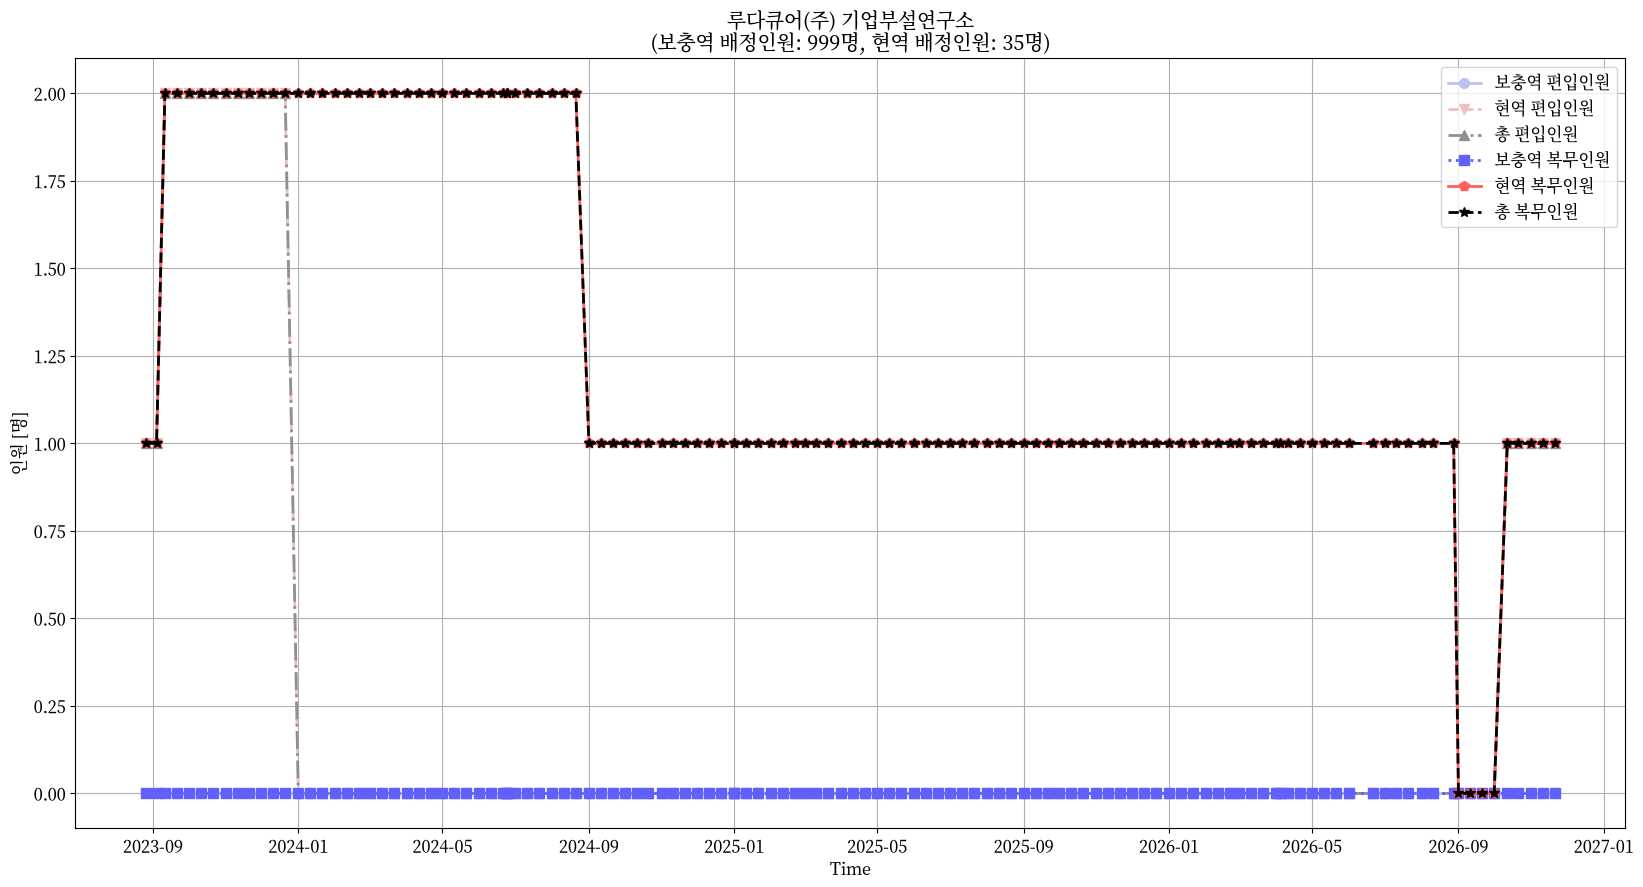 루다큐어(주) 기업부설연구소
(보충역 배정인원: 999명, 현역 배정인원: 35명)
보충역 편입인원
현역 편입인원
총 편입인원
보충역 복무인원
현역 복무인원
총 복무인원
인원 [명]
2.00
1.75
1.50
1.25
1.00
0.75
0.50
0.25
0.00
2023-09
2024-01
2024-05
2024-09
2025-01
2025-05
2025-09
2026-01
2026-05
2026-09
2027-01
Time